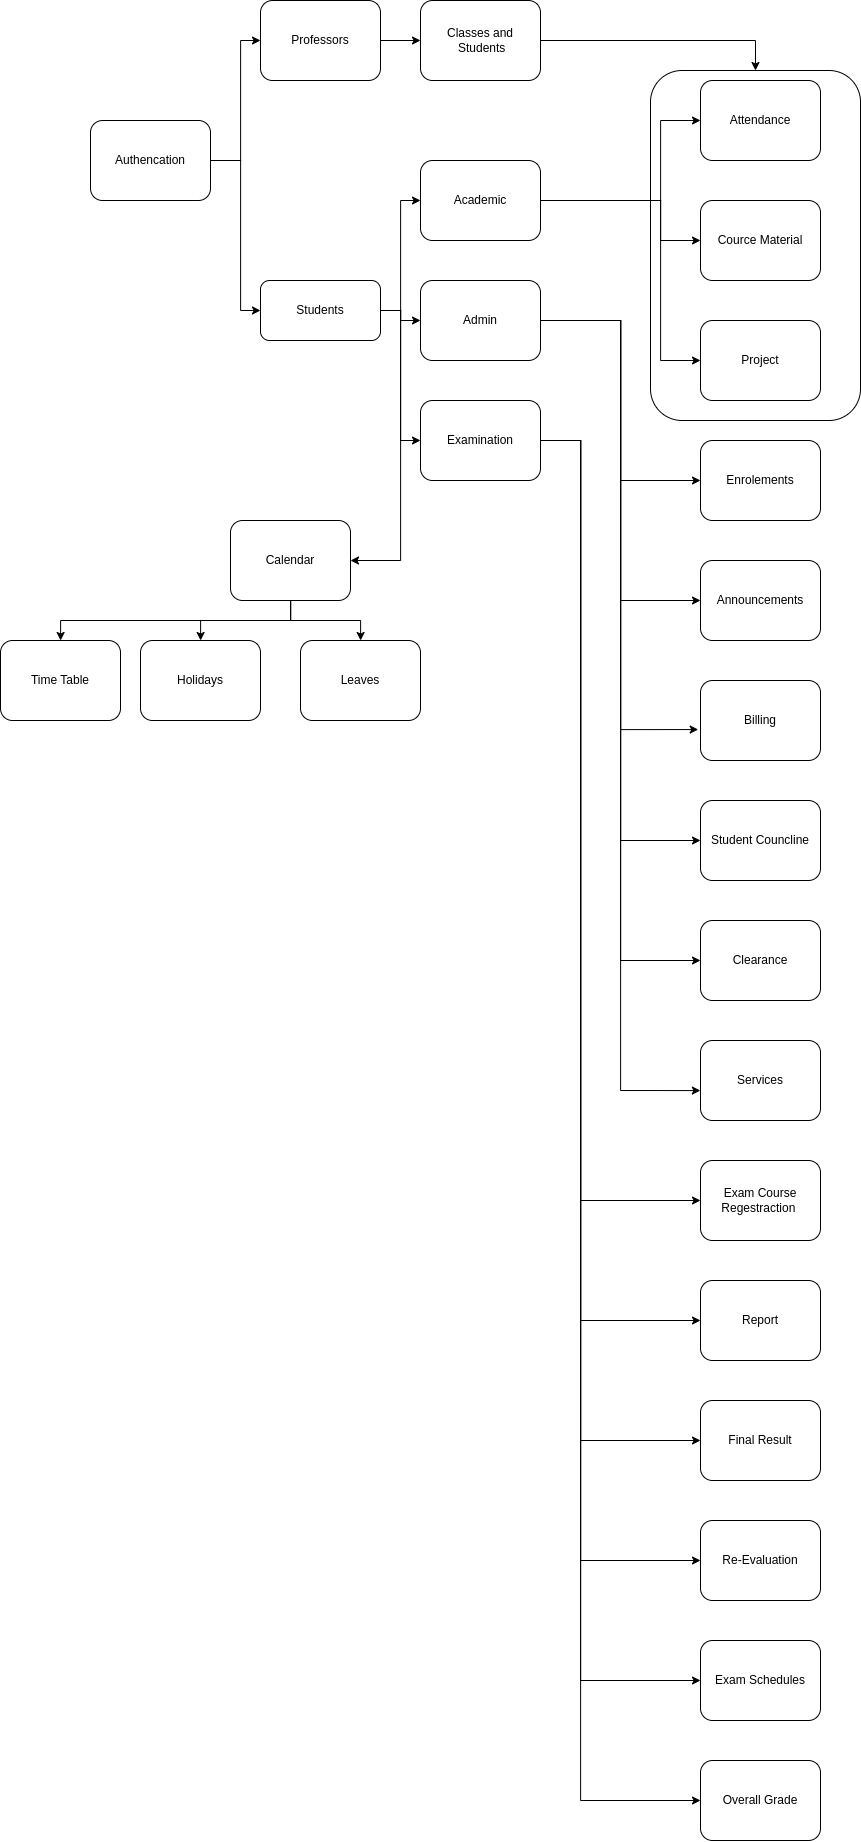 Professors
Classes and
Students
Attendance
Authencation
Academic
Cource Material
Students
Admin
Project
Examination
Enrolements
Calendar
Announcements
Time Table
Holidays
Leaves
Billing
Student Councline
Clearance
Services
Exam Course
Regestraction
Report
Final Result
Re-Evaluation
Exam Schedules
Overall Grade